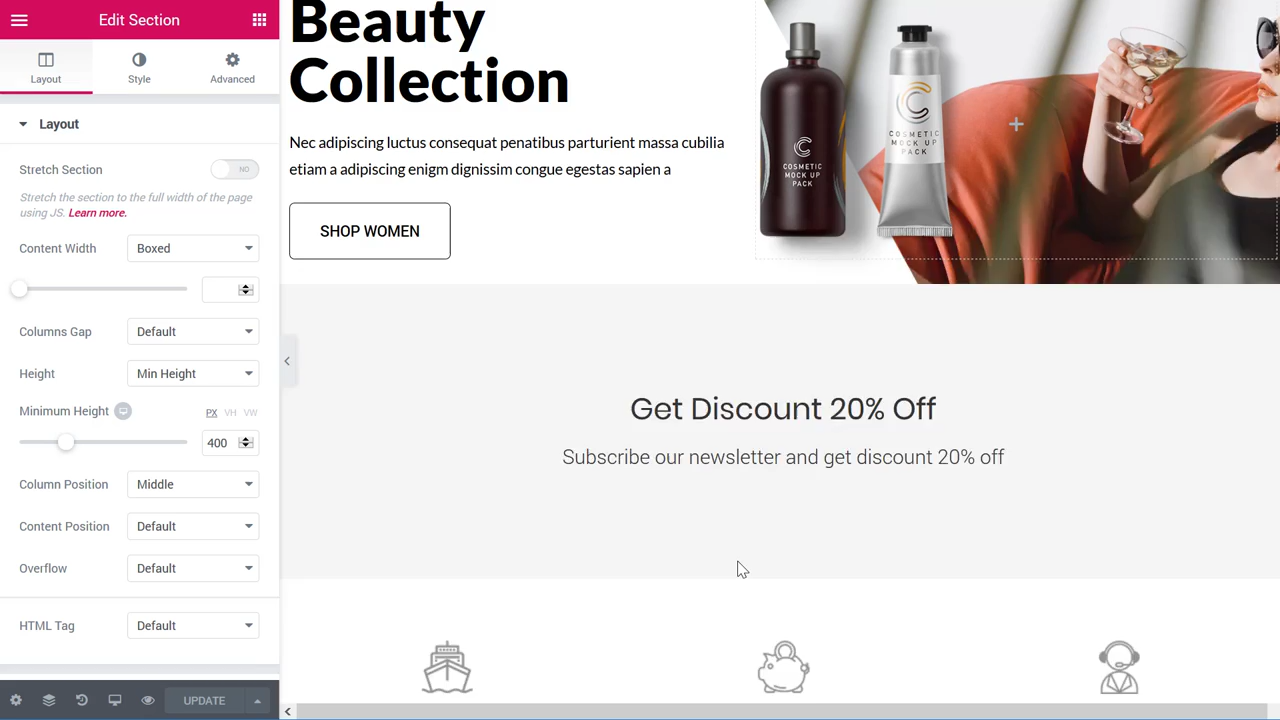 Edit Section
Layout
Style
Advanced
Layout
Stretch Section
NO
Stretch the section to the full width of the page
using JS. Learn more.
Content Width
Boxed
Columns Gap
Default
Height
Min Height
Minimum Height
PX
VH
VW
400
Column Position
Middle
Content Position
Default
Overflow
Default
HTML Tag
Default
UPDATE
Beauty
Collection
Nec adipiscing luctus consequat penatibus parturient massa cubilia
etiam a adipiscing enigm dignissim congue egestas sapien a
SHOP WOMEN
COSMETIC
MOCK UP
PACK
COSMETIC
MOCK UP
PACK
Get Discount 20% Off
Subscribe our newsletter and get discount 20% off